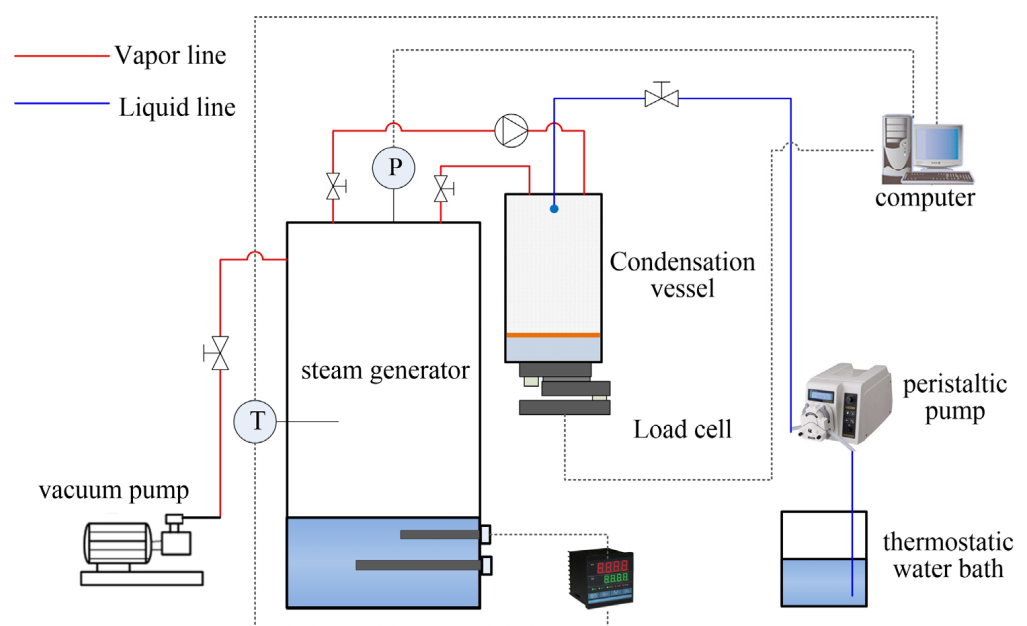 Vapor line
Liquid line
P
computer
Condensation
vessel
steam generator
peristaltic
pump
T
Load cell
vacuum pump
thermostatic
water bath